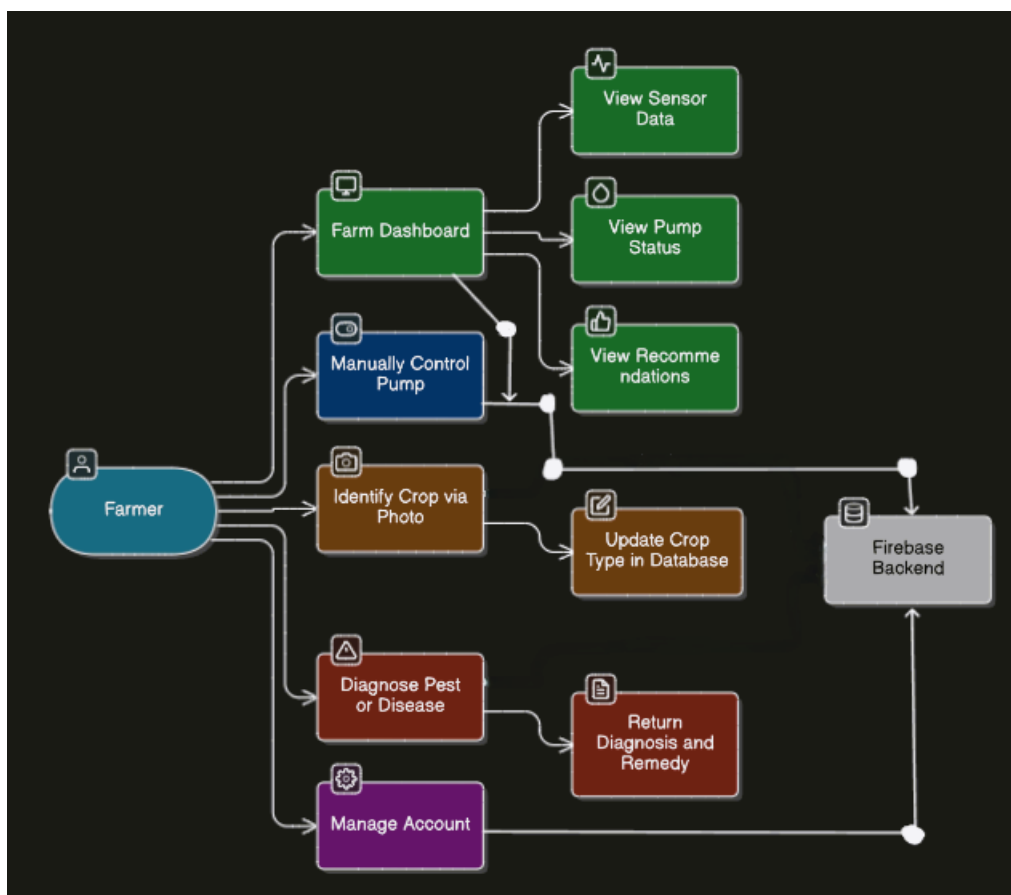 View Sensor
Data
Farm Dashboard
View Pump
Status
Manually Control
Pump
View Recomme
ndations
Farmer
Identify Crop via
Photo
Update Crop
Type in Database
Firebase
Backend
Diagnose Pest
or Disease
Return
Diagnosis and
Remedy
Manage Account